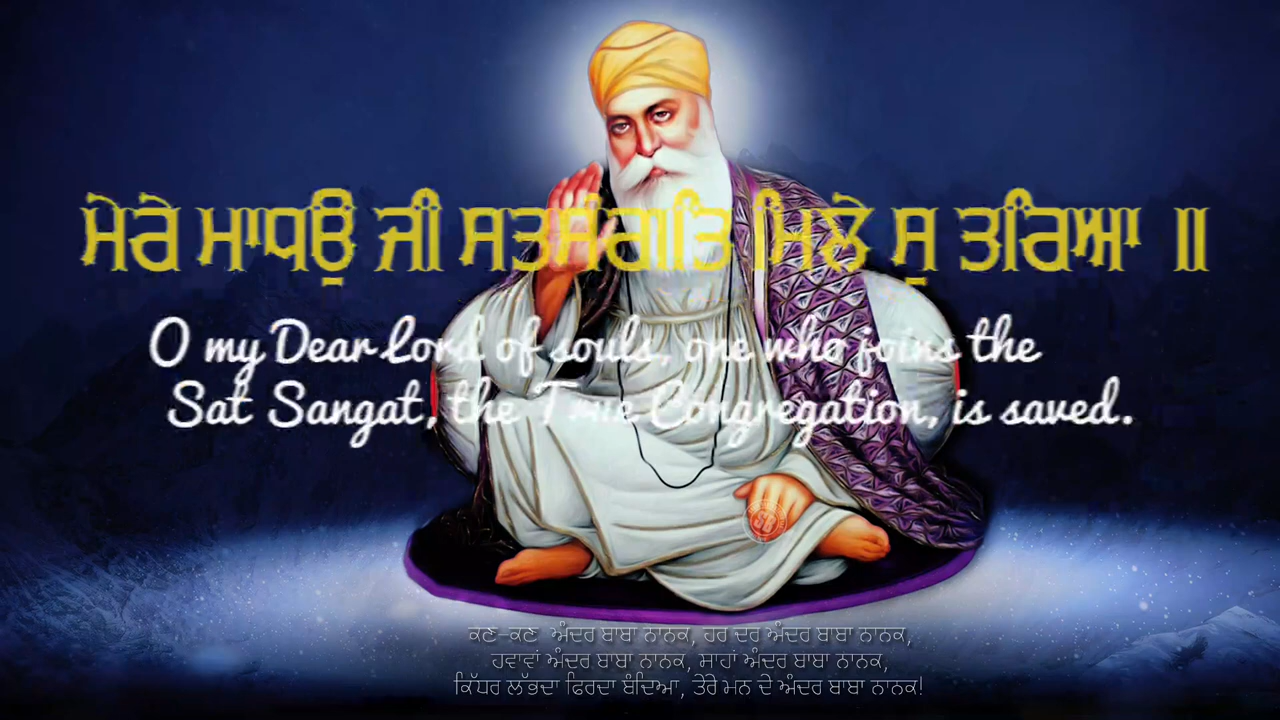 ਮੇਰੇ ਮਾਧਉ ਜੀ ਸਤਸੰਗਤਿ ਮਿਲੇ ਸੁ ਤਰਿਆ ॥
O my Dear Lord of souls, one who joins the
Sat Sangat, the True Congregation, is saved.
ਕਣ-ਕਣ ਅੰਦਰ ਬਾਬਾ ਨਾਨਕ, ਹਰ ਦਰ ਅੰਦਰ ਬਾਬਾ ਨਾਨਕ,
ਹਵਾਵਾਂ ਅੰਦਰ ਬਾਬਾ ਨਾਨਕ, ਸਾਹਾਂ ਅੰਦਰ ਬਾਬਾ ਨਾਨਕ,
ਕਿੱਧਰ ਲੱਭਦਾ ਫਿਰਦਾ ਬੰਦਿਆ, ਤੇਰੇ ਮਨ ਦੇ ਅੰਦਰ ਬਾਬਾ ਨਾਨਕ!